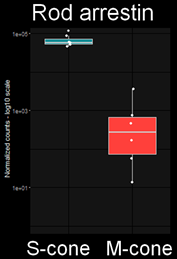 Rod arrestin
1e+05
1e+03
1e+01
Normalized counts - log10 scale
S-cone M-cone